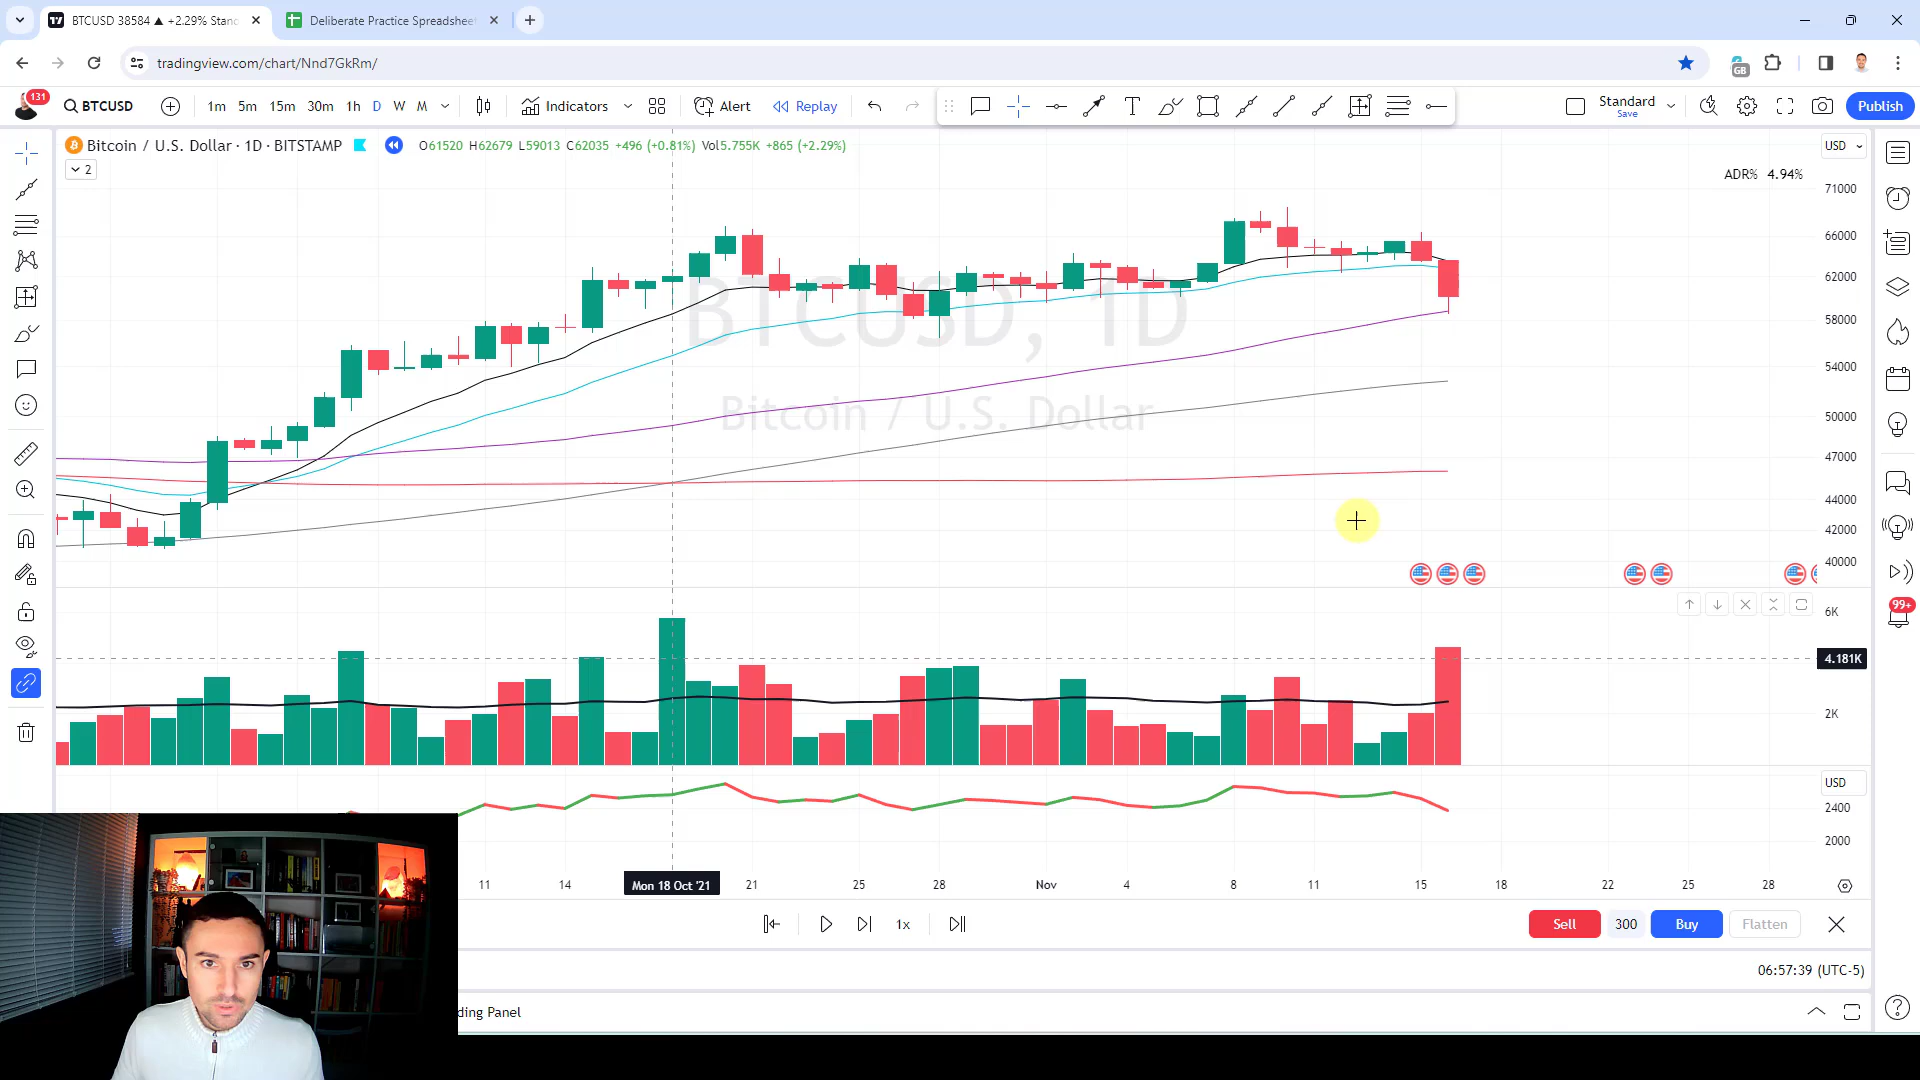 BTCUSD 38584 ▲ +2.29% Stan
Deliberate Practice Spreadshee
tradingview.com/chart/Nnd7GkRm/
GB
131
BTCUSD
1m 5m 15m 30m 1h D W M
Indicators
Alert
Replay
Standard
Save
Publish
Bitcoin / U.S. Dollar · 1D · BITSTAMP
O61520 H62679 L59013 C62035 +496 (+0.81%) Vol5.755K +865 (+2.29%)
USD
2
ADR% 4.94%
71000
66000
62000
58000
54000
50000
47000
44000
42000
40000
BTCUSD, 1D
Bitcoin / U.S. Dollar
99+
6K
4.181K
2K
USD
2400
2000
11 14 Mon 18 Oct '21 21 25 28 Nov 4 8 11 15 18 22 25 28
1x
Sell 300 Buy Flatten
06:57:39 (UTC-5)
ding Panel